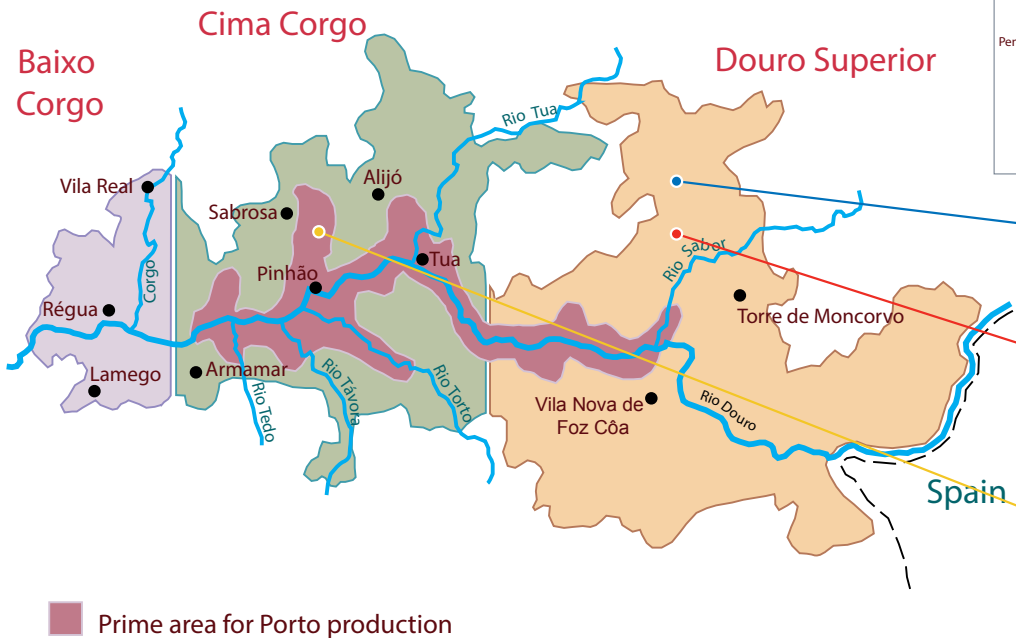 Cima Corgo
Baixo
Corgo
Douro Superior
Per
Rio Tua
Vila Real
Alijó
Sabrosa
Tua
Rio Sabor
Pinhão
Corgo
Régua
Torre de Moncorvo
Armamar
Lamego
Rio Tedo
Rio Távora
Rio Torto
Rio Douro
Vila Nova de
Foz Côa
Spain
Prime area for Porto production